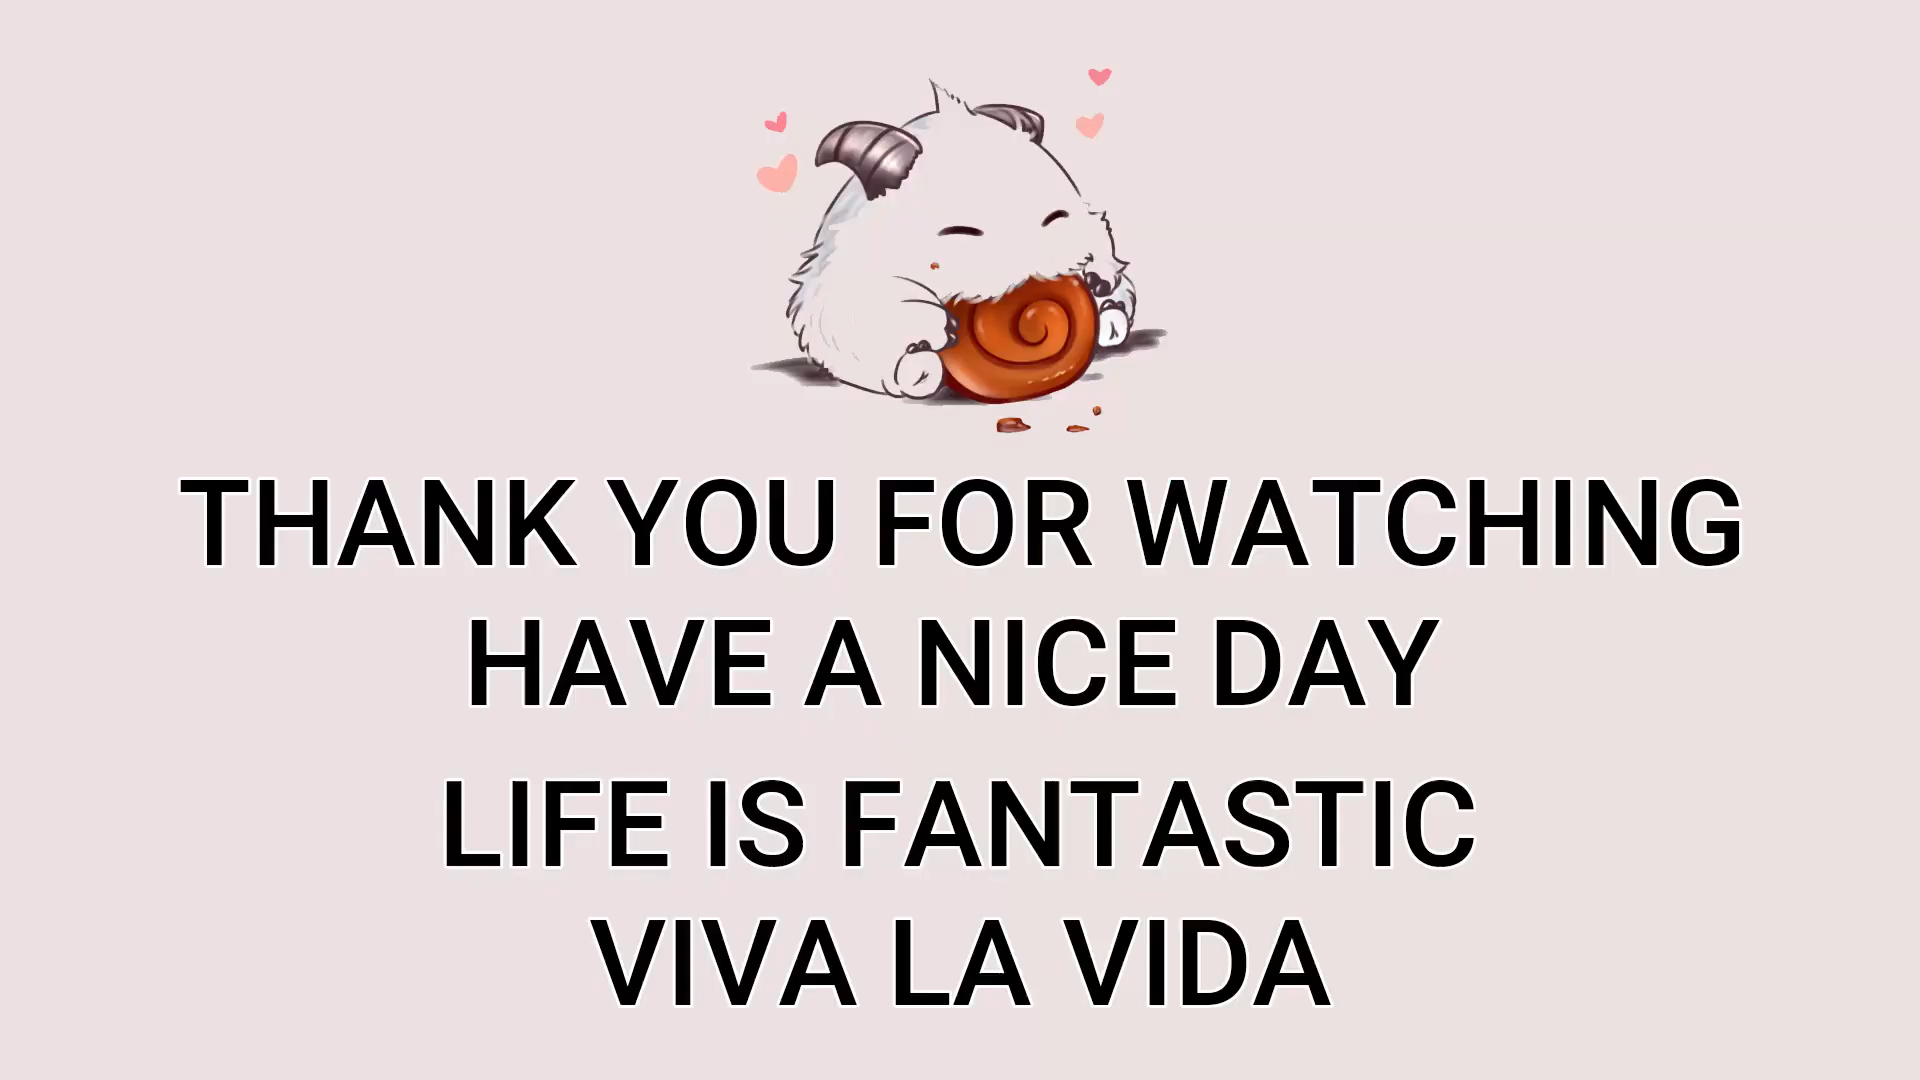 THANK YOU FOR WATCHING
HAVE A NICE DAY
LIFE IS FANTASTIC
VIVA LA VIDA